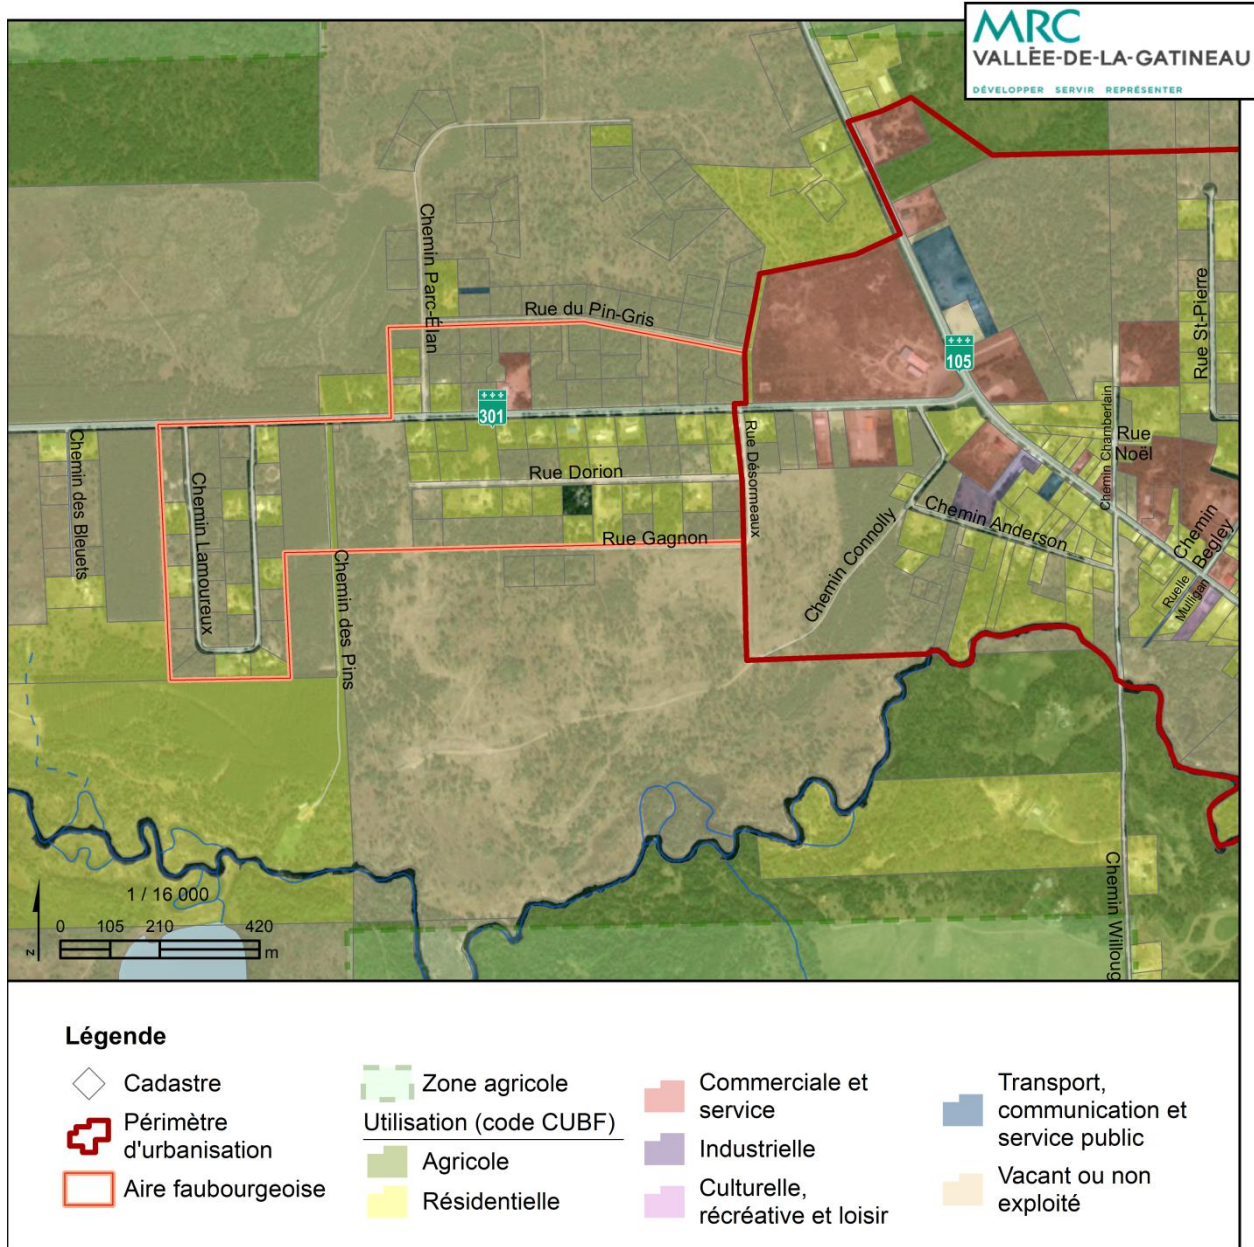 MRC
VALLÉE-DE-LA-GATINEAU
DÉVELOPPER SERVIR REPRÉSENTER
Chemin Parc-Élan
Rue du Pin-Gris
Rue St-Pierre
105
301
Chemin Chamberlain
Rue
Noël
Rue Désormeaux
Rue Dorion
Chemin des Bleuets
Chemin Lamoureux
Chemin Connolly
Chemin Anderson
Chemin
Begley
Rue Gagnon
Ruelle
Mulligan
Chemin des Pins
Chemin Willoug
1 / 16 000
0 105 210 420
m
N
Légende
Cadastre
Périmètre
d'urbanisation
Aire faubourgeoise
Zone agricole
Utilisation (code CUBF)
Agricole
Résidentielle
Commerciale et
service
Industrielle
Culturelle,
récréative et loisir
Transport,
communication et
service public
Vacant ou non
exploité